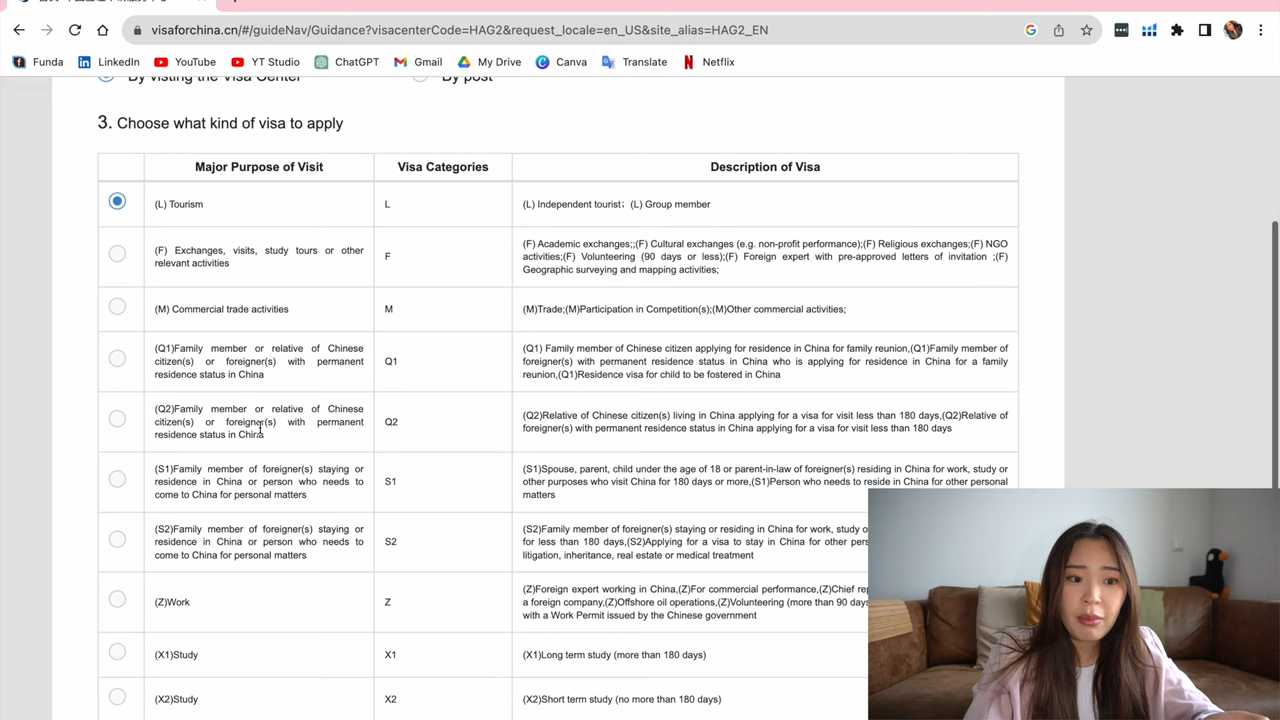 visaforchina.cn/#/guideNav/Guidance?visacenterCode=HAG2&request_locale=en_US&site_alias=HAG2_EN
Funda
LinkedIn
YouTube
YT Studio
ChatGPT
Gmail
My Drive
Canva
Translate
Netflix
By visting the Visa Center
By post
3. Choose what kind of visa to apply
Major Purpose of Visit
Visa Categories
Description of Visa
(L) Tourism
L
(L) Independent tourist；(L) Group member
(F) Exchanges, visits, study tours or other
relevant activities
F
(F) Academic exchanges;;(F) Cultural exchanges (e.g. non-profit performance);(F) Religious exchanges;(F) NGO
activities;(F) Volunteering (90 days or less);(F) Foreign expert with pre-approved letters of invitation ;(F)
Geographic surveying and mapping activities;
(M) Commercial trade activities
M
(M)Trade;(M)Participation in Competition(s);(M)Other commercial activities;
(Q1)Family member or relative of Chinese
citizen(s) or foreigner(s) with permanent
residence status in China
Q1
(Q1) Family member of Chinese citizen applying for residence in China for family reunion,(Q1)Family member of
foreigner(s) with permanent residence status in China who is applying for residence in China for a family
reunion,(Q1)Residence visa for child to be fostered in China
(Q2)Family member or relative of Chinese
citizen(s) or foreigner(s) with permanent
residence status in China
Q2
(Q2)Relative of Chinese citizen(s) living in China applying for a visa for visit less than 180 days,(Q2)Relative of
foreigner(s) with permanent residence status in China applying for a visa for visit less than 180 days
(S1)Family member of foreigner(s) staying or
residence in China or person who needs to
come to China for personal matters
S1
(S1)Spouse, parent, child under the age of 18 or parent-in-law of foreigner(s) residing in China for work, study or
other purposes who visit China for 180 days or more,(S1)Person who needs to reside in China for other personal
matters
(S2)Family member of foreigner(s) staying or
residence in China or person who needs to
come to China for personal matters
S2
(S2)Family member of foreigner(s) staying or residing in China for work, study o
for less than 180 days,(S2)Applying for a visa to stay in China for other pers
litigation, inheritance, real estate or medical treatment
(Z)Work
Z
(Z)Foreign expert working in China,(Z)For commercial performance,(Z)Chief rep
a foreign company,(Z)Offshore oil operations,(Z)Volunteering (more than 90 days
with a Work Permit issued by the Chinese government
(X1)Study
X1
(X1)Long term study (more than 180 days)
(X2)Study
X2
(X2)Short term study (no more than 180 days)